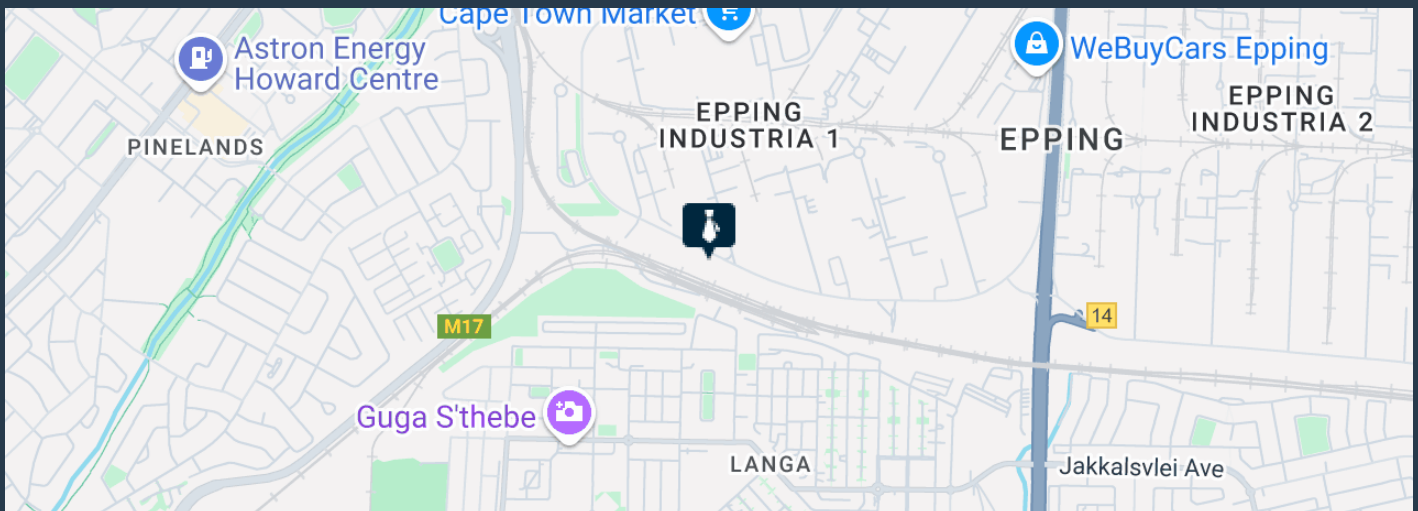 Cape Town Market
Astron Energy
Howard Centre
WeBuyCars Epping
EPPING
INDUSTRIA 1
EPPING
INDUSTRIA 2
EPPING
PINELANDS
M17
14
Guga S'thebe
LANGA
Jakkalsvlei Ave